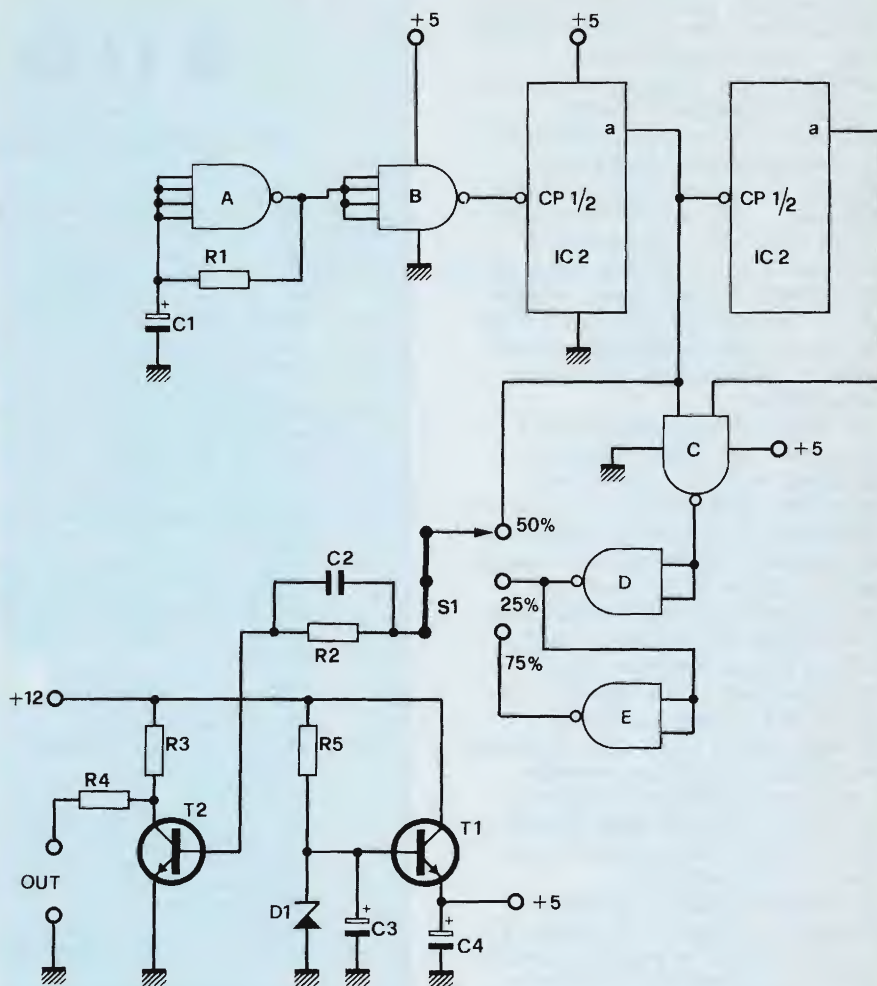 +5
+5
a
a
A
B
CP 1/2
CP 1/2
R1
IC 2
IC 2
+
C1
C
+5
50%
C2
D
S1
25%
R2
75%
+12
E
R3
R5
R4
T2
T1
OUT
+5
D1
+
C3
+
C4